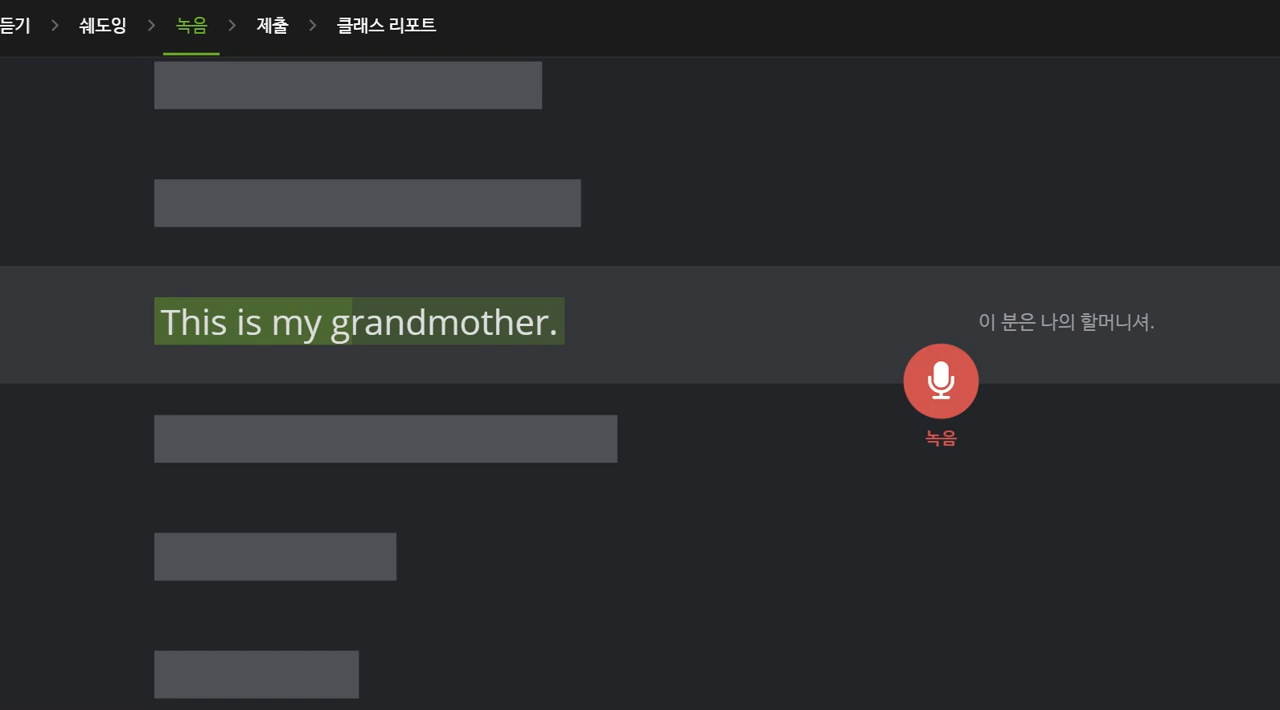 듣기 > 쉐도잉 > 녹음 > 제출 > 클래스 리포트
This is my grandmother.
이 분은 나의 할머니셔.
녹음